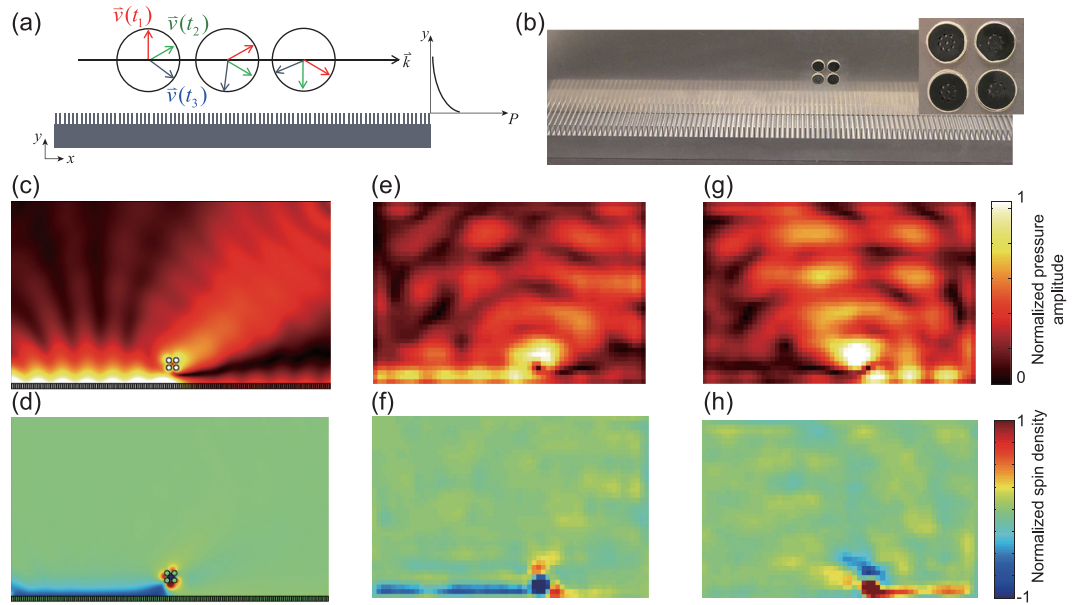 (a)
v⃗(t₁)
v⃗(t₂)
v⃗(t₃)
k⃗
y
P
y
x
(b)
(c)
(e)
(g)
1
0
Normalized pressure
amplitude
(d)
(f)
(h)
1
-1
Normalized spin density